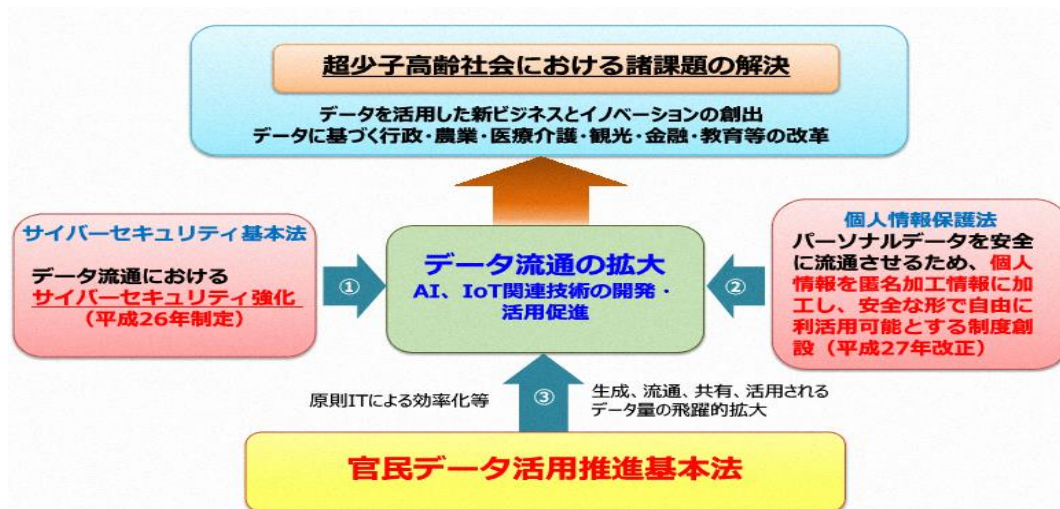 超少子高齢社会における諸課題の解決
データを活用した新ビジネスとイノベーションの創出
データに基づく行政・農業・医療介護・観光・金融・教育等の改革
サイバーセキュリティ基本法
データ流通における
サイバーセキュリティ強化
（平成26年制定）
①
データ流通の拡大
AI、IoT関連技術の開発・
活用促進
②
個人情報保護法
パーソナルデータを安全
に流通させるため、個人
情報を匿名加工情報に加
工し、安全な形で自由に
利活用可能とする制度創
設（平成27年改正）
原則ITによる効率化等
③
生成、流通、共有、活用される
データ量の飛躍的拡大
官民データ活用推進基本法